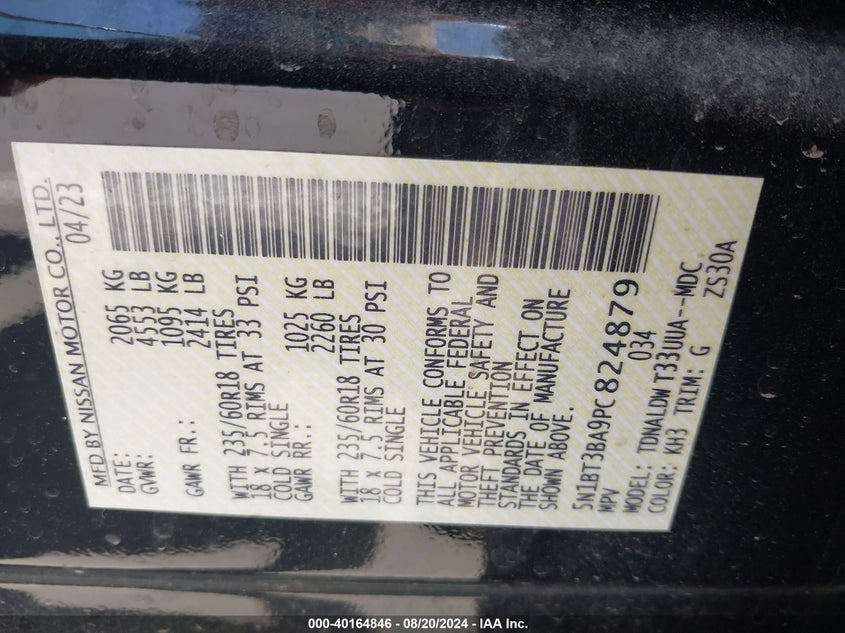 MFD BY NISSAN MOTOR CO., LTD.
DATE: 04/23
GVWR: 2065 KG
4553 LB
GAWR FR.: 1095 KG
2414 LB
WITH 235/60R18 TIRES
18 x 7.5 RIMS AT 33 PSI
COLD SINGLE
GAWR RR.: 1025 KG
2260 LB
WITH 235/60R18 TIRES
18 x 7.5 RIMS AT 30 PSI
COLD SINGLE
THIS VEHICLE CONFORMS TO
ALL APPLICABLE FEDERAL
MOTOR VEHICLE SAFETY AND
THEFT PREVENTION
STANDARDS IN EFFECT ON
THE DATE OF MANUFACTURE
SHOWN ABOVE.
5N1BT3BA9PC824879
MPV 034
MODEL: TDNALDWT33UUA--MDC
COLOR: KH3 TRIM: G ZS30A
000-40164846 - 08/20/2024 - IAA Inc.